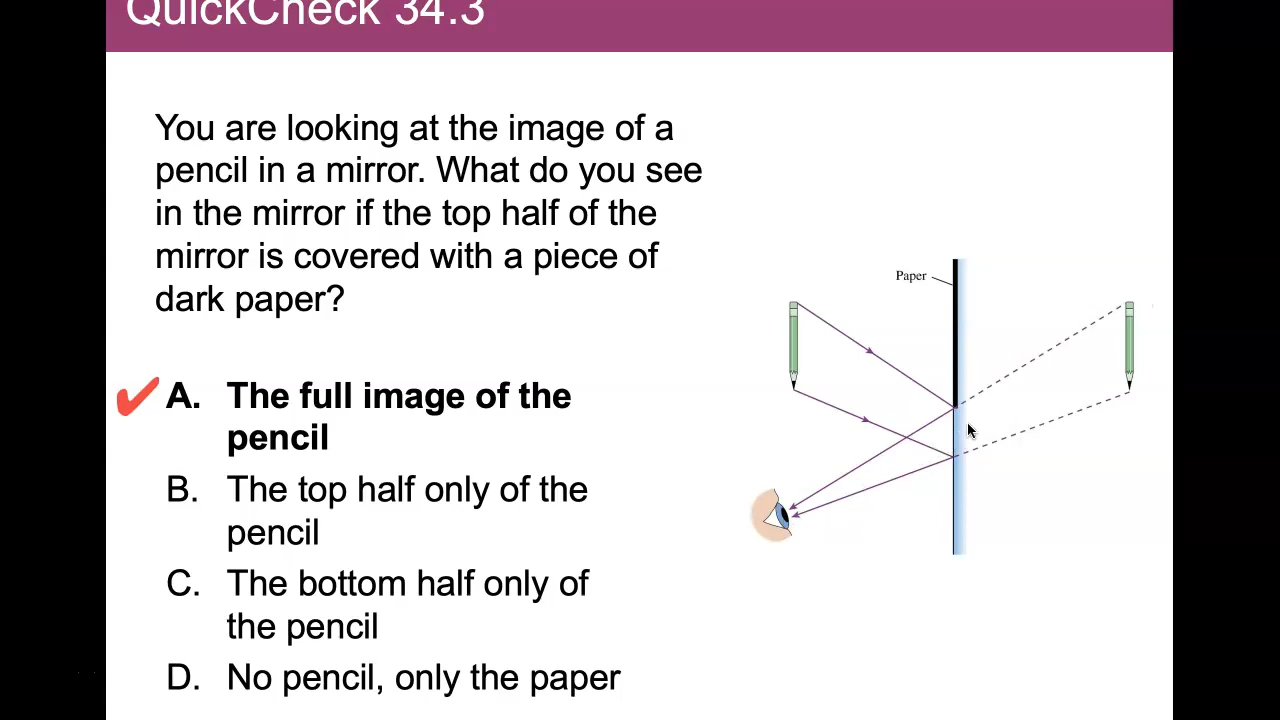 QuickCheck 34.3
You are looking at the image of a
pencil in a mirror. What do you see
in the mirror if the top half of the
mirror is covered with a piece of
dark paper?
A. The full image of the
pencil
B. The top half only of the
pencil
C. The bottom half only of
the pencil
D. No pencil, only the paper
Paper